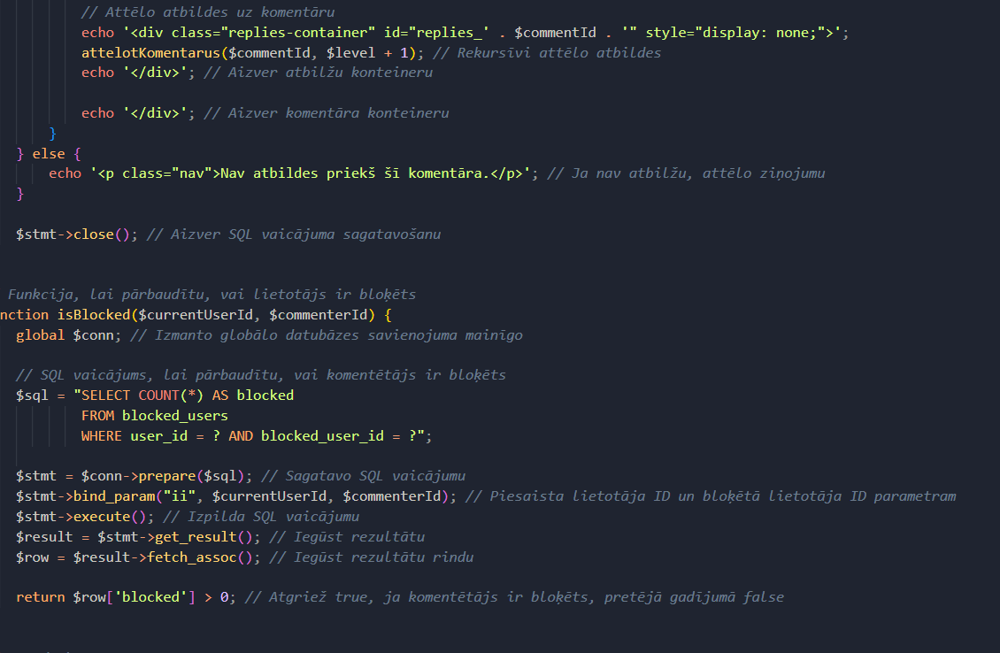 // Attēlo atbildes uz komentāru
echo '<div class="replies-container" id="replies_' . $commentId . '" style="display: none;">';
attelotKomentarus($commentId, $level + 1); // Rekursīvi attēlo atbildes
echo '</div>'; // Aizver atbilžu konteineru
echo '</div>'; // Aizver komentāra konteineru
}
} else {
echo '<p class="nav">Nav atbildes priekš šī komentāra.</p>'; // Ja nav atbilžu, attēlo ziņojumu
}
$stmt->close(); // Aizver SQL vaicājuma sagatavošanu
Funkcija, lai pārbaudītu, vai lietotājs ir bloķēts
nction isBlocked($currentUserId, $commenterId) {
global $conn; // Izmanto globālo datubāzes savienojuma mainīgo
// SQL vaicājums, lai pārbaudītu, vai komentētājs ir bloķēts
$sql = "SELECT COUNT(*) AS blocked
FROM blocked_users
WHERE user_id = ? AND blocked_user_id = ?";
$stmt = $conn->prepare($sql); // Sagatavo SQL vaicājumu
$stmt->bind_param("ii", $currentUserId, $commenterId); // Piesaista lietotāja ID un bloķētā lietotāja ID parametram
$stmt->execute(); // Izpilda SQL vaicājumu
$result = $stmt->get_result(); // Iegūst rezultātu
$row = $result->fetch_assoc(); // Iegūst rezultātu rindu
return $row['blocked'] > 0; // Atgriež true, ja komentētājs ir bloķēts, pretējā gadījumā false